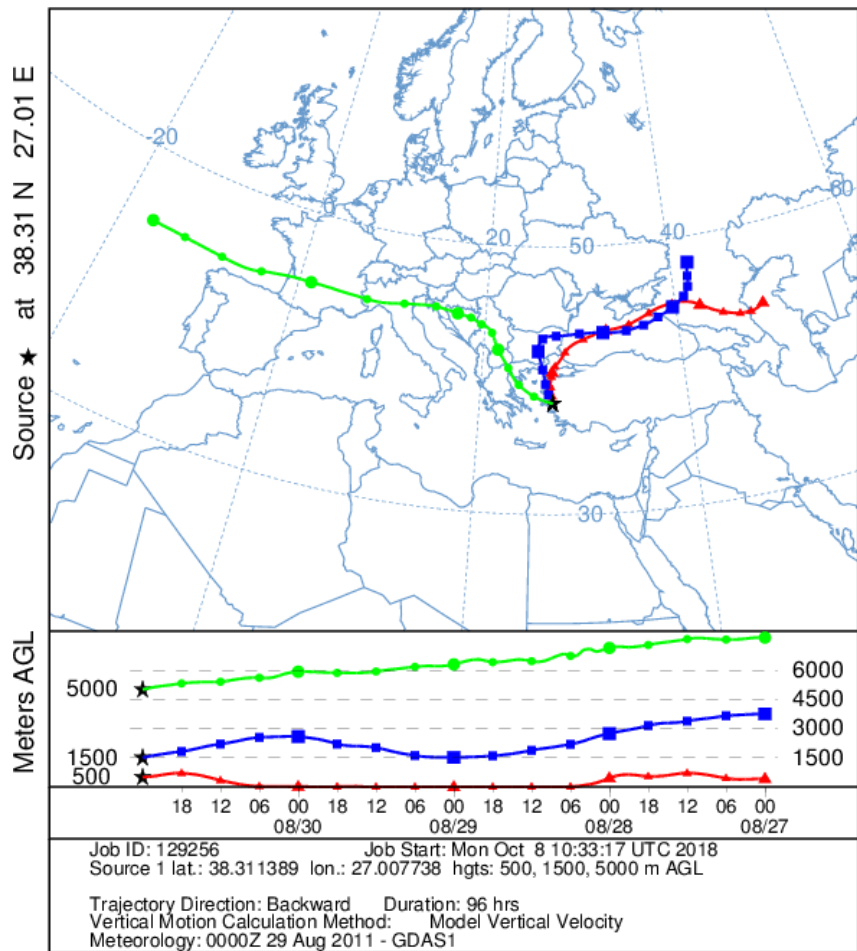 Source ★ at 38.31 N 27.01 E
-20
0
20
40
60
50
30
Meters AGL
5000
1500
500
6000
4500
3000
1500
18 12 06 00 18 12 06 00 18 12 06 00 18 12 06 00
08/30 08/29 08/28 08/27
Job ID: 129256 Job Start: Mon Oct 8 10:33:17 UTC 2018
Source 1 lat.: 38.311389 lon.: 27.007738 hgts: 500, 1500, 5000 m AGL
Trajectory Direction: Backward Duration: 96 hrs
Vertical Motion Calculation Method: Model Vertical Velocity
Meteorology: 0000Z 29 Aug 2011 - GDAS1